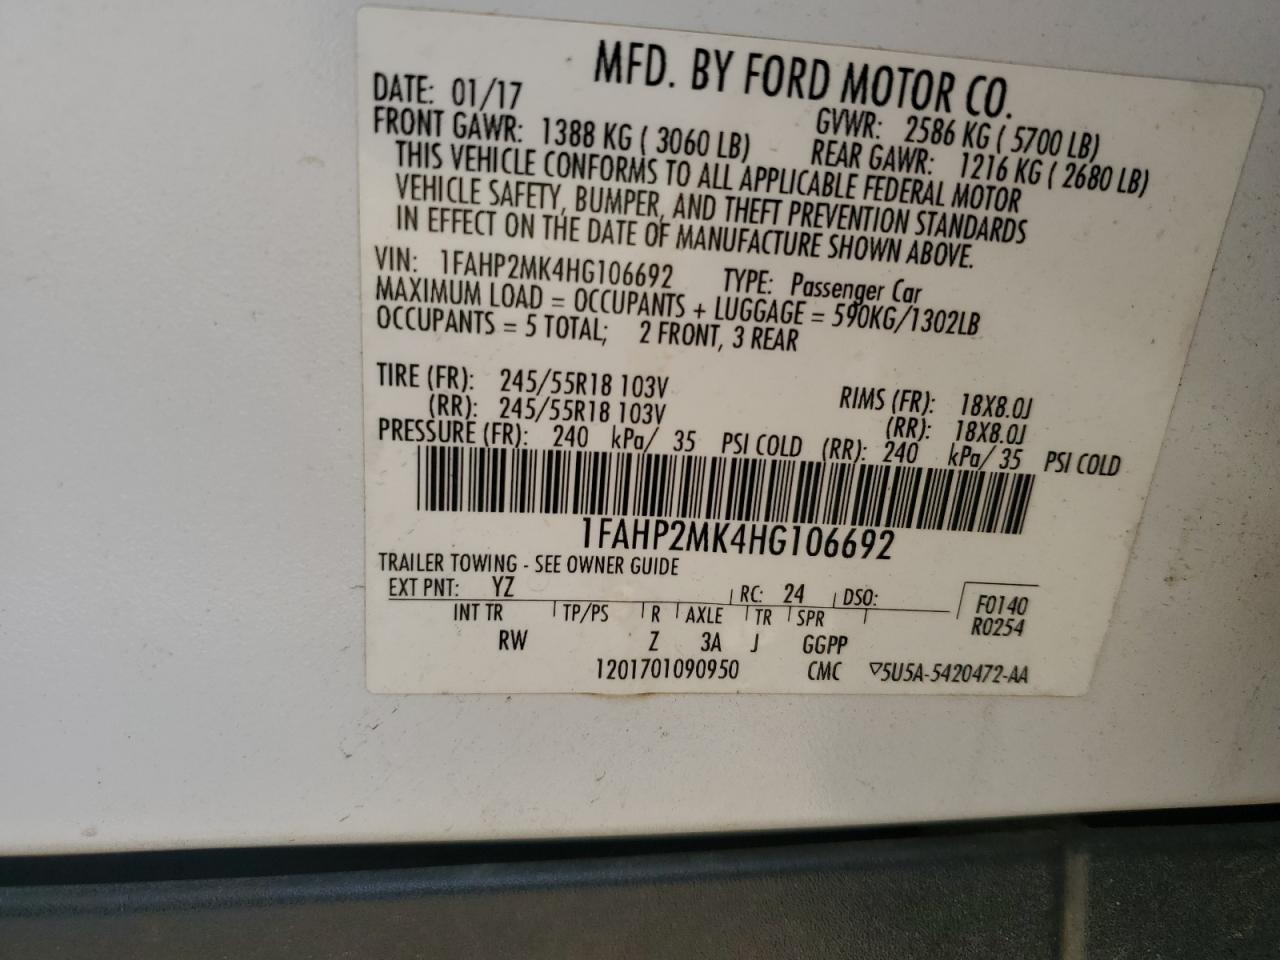 MFD. BY FORD MOTOR CO.
DATE: 01/17 GVWR: 2586 KG ( 5700 LB)
FRONT GAWR: 1388 KG ( 3060 LB) REAR GAWR: 1216 KG ( 2680 LB)
THIS VEHICLE CONFORMS TO ALL APPLICABLE FEDERAL MOTOR
VEHICLE SAFETY, BUMPER, AND THEFT PREVENTION STANDARDS
IN EFFECT ON THE DATE OF MANUFACTURE SHOWN ABOVE.
VIN: 1FAHP2MK4HG106692 TYPE: Passenger Car
MAXIMUM LOAD = OCCUPANTS + LUGGAGE = 590KG/1302LB
OCCUPANTS = 5 TOTAL; 2 FRONT, 3 REAR
TIRE (FR): 245/55R18 103V RIMS (FR): 18X8.0J
(RR): 245/55R18 103V (RR): 18X8.0J
PRESSURE (FR): 240 kPa/ 35 PSI COLD (RR): 240 kPa/ 35 PSI COLD
1FAHP2MK4HG106692
TRAILER TOWING - SEE OWNER GUIDE
EXT PNT: YZ RC: 24 DSO: F0140
INT TR TP/PS R AXLE TR SPR R0254
RW Z 3A J GGPP
1201701090950 CMC ▽5U5A-5420472-AA